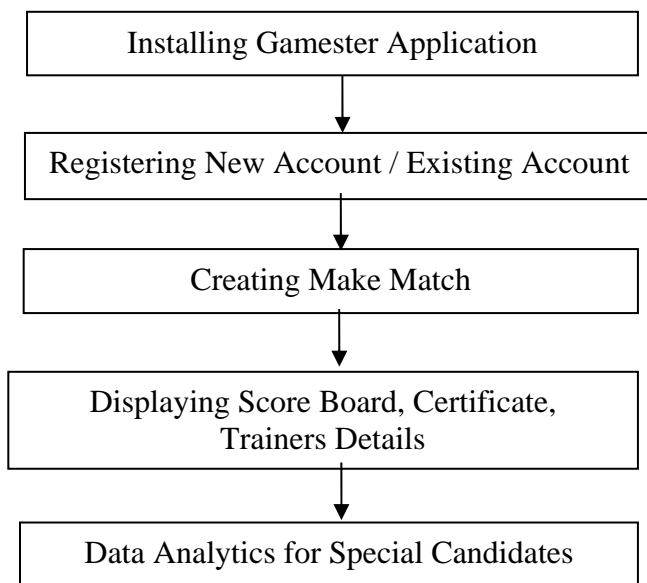 Installing Gamester Application
Registering New Account / Existing Account
Creating Make Match
Displaying Score Board, Certificate,
Trainers Details
Data Analytics for Special Candidates